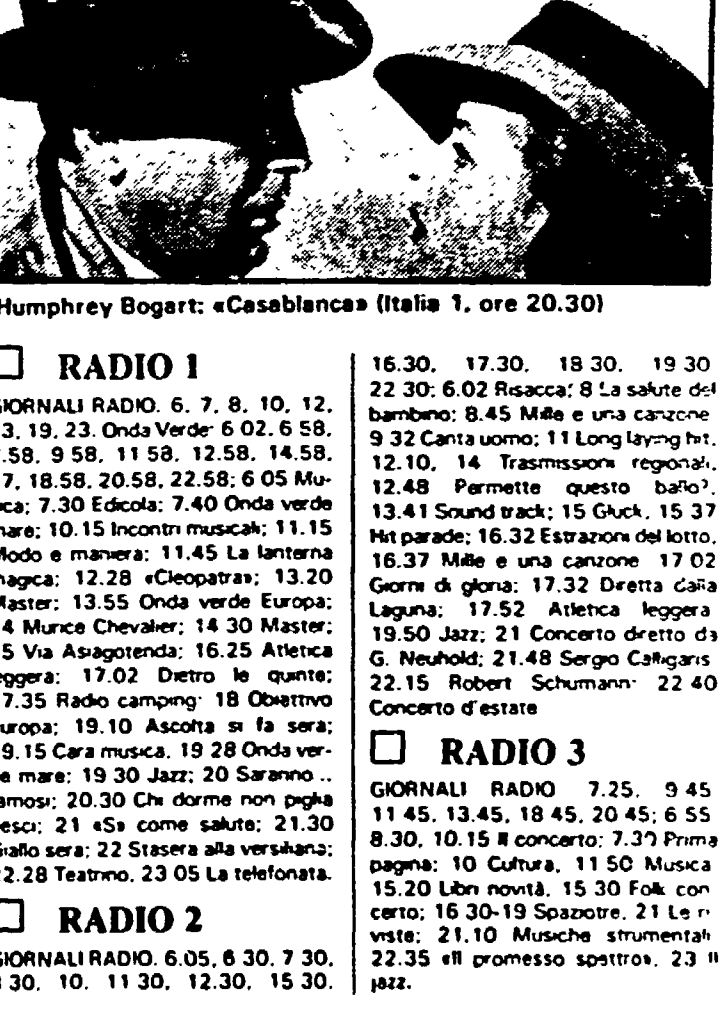 Humphrey Bogart: «Casablanca» (Italia 1, ore 20.30)
RADIO 1
GIORNALI RADIO. 6, 7, 8, 10, 12,
13, 19, 23. Onda Verde: 6 02, 6 58,
7.58, 9 58, 11 58, 12.58, 14.58,
17, 18.58, 20.58, 22.58; 6 05 Mu-
sica; 7.30 Edicola; 7.40 Onda verde
mare; 10.15 Incontri musicali; 11.15
Modo e maniera; 11.45 La lanterna
magica; 12.28 «Cleopatra»; 13.20
Master; 13.55 Onda verde Europa;
14 Murice Chevalier; 14 30 Master;
15 Via Asiagotenda; 16.25 Atletica
leggera; 17.02 Dietro le quinte;
17.35 Radio camping; 18 Obiettivo
Europa; 19.10 Ascolta si fa sera;
19.15 Cara musica, 19 28 Onda ver-
de mare; 19 30 Jazz; 20 Saranno ..
famosi; 20.30 Chi dorme non piglia
pesci; 21 «S» come salute; 21.30
Giallo sera; 22 Stasera alla versiliana;
22.28 Teatrino, 23 05 La telefonata.
RADIO 2
GIORNALI RADIO. 6.05, 6 30, 7 30,
8 30, 10, 11 30, 12.30, 15 30,
16.30, 17.30, 18 30, 19 30
22 30; 6.02 Risacca; 8 La salute del
bambino; 8.45 Mille e una canzone
9 32 Canta uomo; 11 Long laying hit,
12.10, 14 Trasmissioni regionali,
12.48 Permette questo ballo?,
13.41 Sound track; 15 Gluck, 15 37
Hit parade; 16.32 Estrazioni del lotto,
16.37 Mille e una canzone 17 02
Giorni di gloria; 17.32 Diretta dalla
Laguna; 17.52 Atletica leggera
19.50 Jazz; 21 Concerto diretto da
G. Neuhold; 21.48 Sergio Calligaris
22.15 Robert Schumann; 22 40
Concerto d'estate
RADIO 3
GIORNALI RADIO 7.25, 9 45
11 45, 13.45, 18 45, 20 45; 6 55
8.30, 10.15 Il concerto; 7.30 Prima
pagina; 10 Cultura, 11 50 Musica
15.20 Libri novità, 15 30 Folk con
certo; 16 30-19 Spaziotre, 21 Le ri
viste; 21.10 Musiche strumentali
22.35 «Il promesso spettro», 23 Il
jazz.